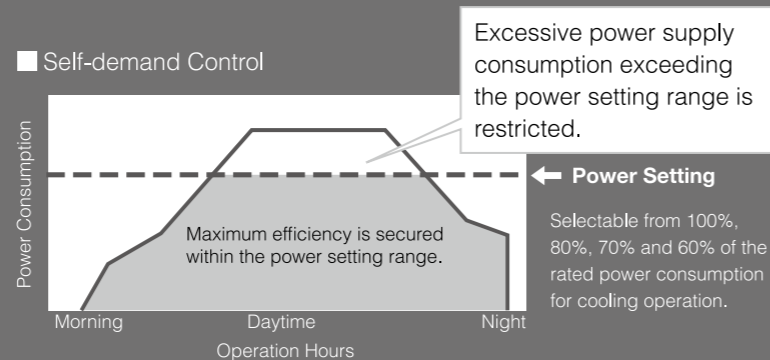 Self-demand Control
Excessive power supply
consumption exceeding
the power setting range is
restricted.
Power Consumption
Maximum efficiency is secured
within the power setting range.
Power Setting
Selectable from 100%,
80%, 70% and 60% of the
rated power consumption
for cooling operation.
Morning
Daytime
Night
Operation Hours